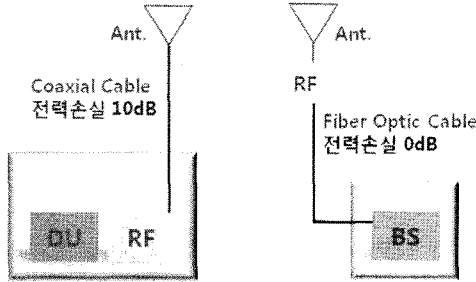 Ant.
Coaxial Cable
전력손실 10dB
DU
RF
Ant.
RF
Fiber Optic Cable
전력손실 0dB
BS